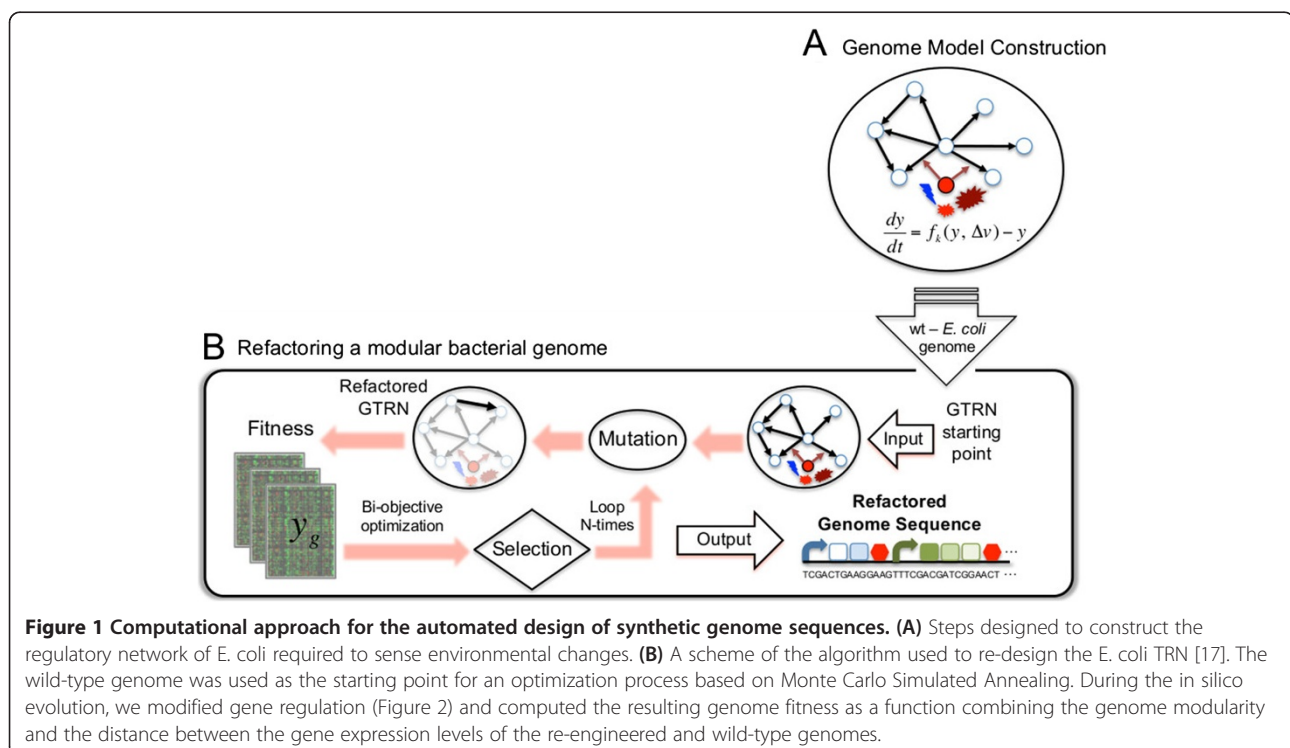 A Genome Model Construction
dy/dt = f_k(y, Δv) – y
wt – E. coli
genome
B Refactoring a modular bacterial genome
Refactored
GTRN
Fitness
Mutation
Input
GTRN
starting
point
y_g
Bi-objective
optimization
Selection
Loop
N-times
Output
Refactored
Genome Sequence
TCGACTGAAGGAAGTTTCGACGATCGGAACT ···
Figure 1 Computational approach for the automated design of synthetic genome sequences. (A) Steps designed to construct the
regulatory network of E. coli required to sense environmental changes. (B) A scheme of the algorithm used to re-design the E. coli TRN [17]. The
wild-type genome was used as the starting point for an optimization process based on Monte Carlo Simulated Annealing. During the in silico
evolution, we modified gene regulation (Figure 2) and computed the resulting genome fitness as a function combining the genome modularity
and the distance between the gene expression levels of the re-engineered and wild-type genomes.